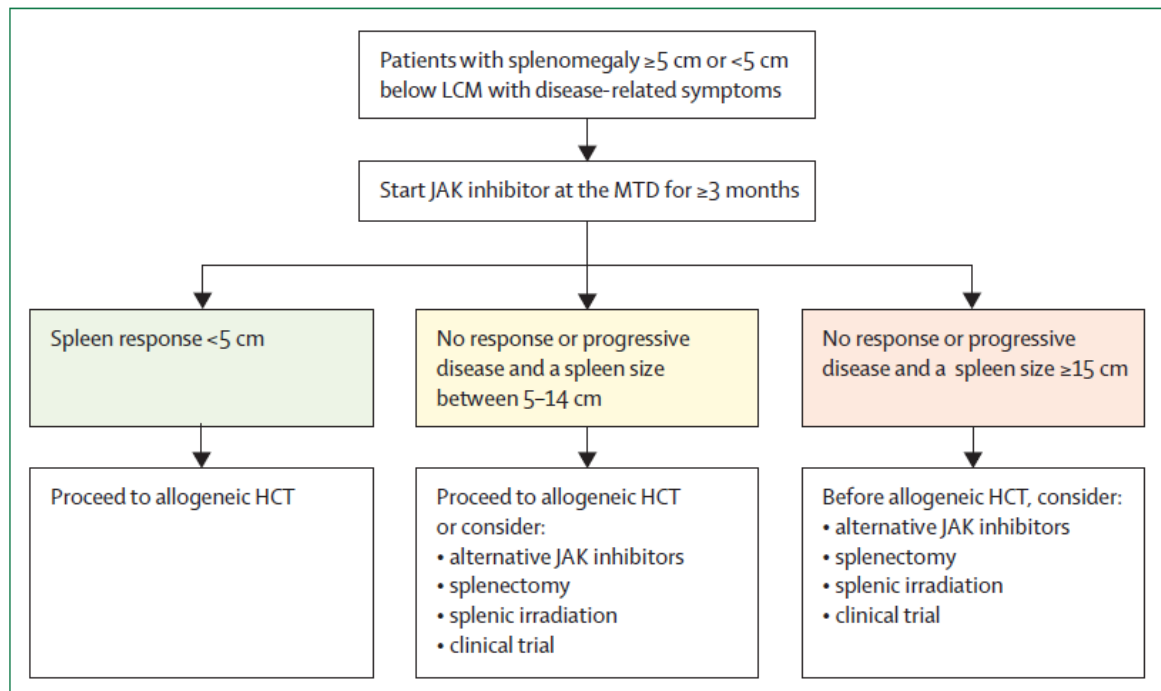 Patients with splenomegaly ≥5 cm or <5 cm
below LCM with disease-related symptoms
Start JAK inhibitor at the MTD for ≥3 months
Spleen response <5 cm
No response or progressive
disease and a spleen size
between 5–14 cm
No response or progressive
disease and a spleen size ≥15 cm
Proceed to allogeneic HCT
Proceed to allogeneic HCT
or consider:
• alternative JAK inhibitors
• splenectomy
• splenic irradiation
• clinical trial
Before allogeneic HCT, consider:
• alternative JAK inhibitors
• splenectomy
• splenic irradiation
• clinical trial